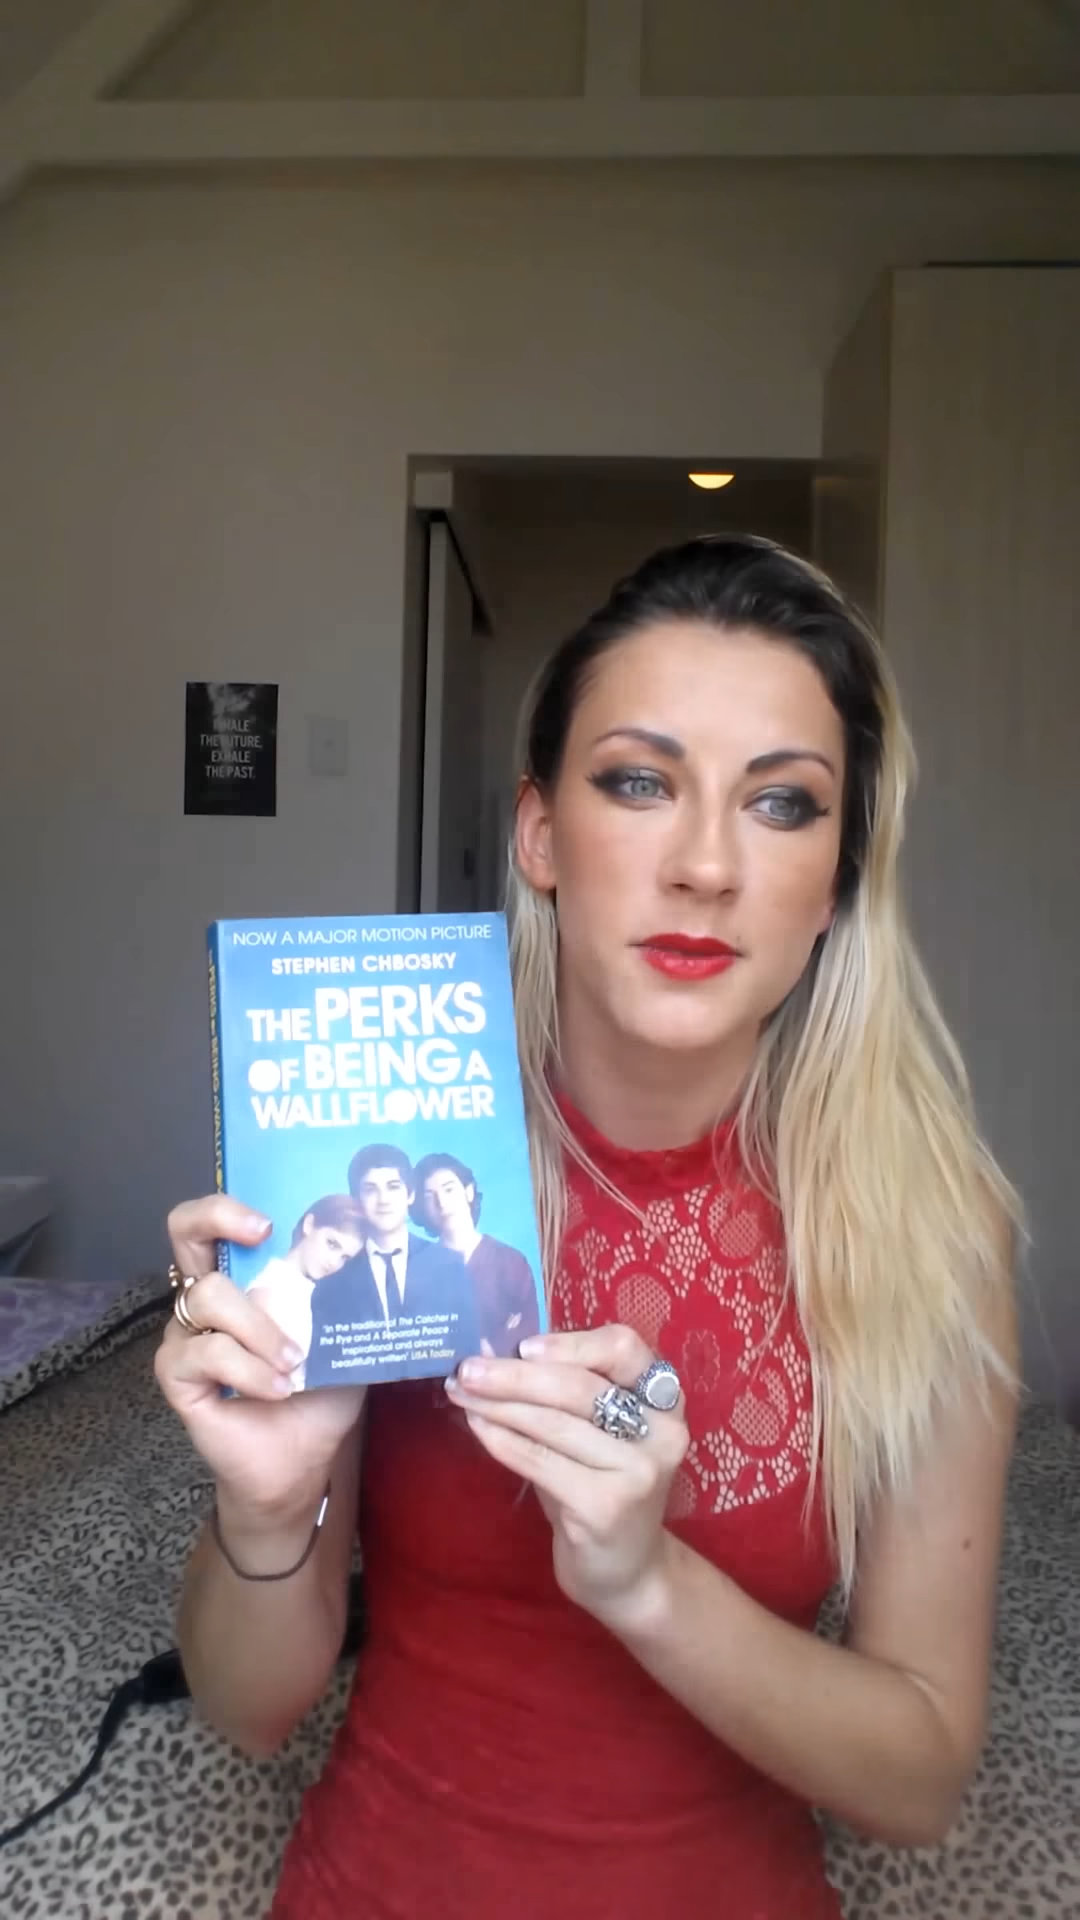 INHALE
THE FUTURE,
EXHALE
THE PAST.
NOW A MAJOR MOTION PICTURE
STEPHEN CHBOSKY
THE PERKS
OF BEING A
WALLFLOWER
'In the tradition of The Catcher in
the Rye and A Separate Peace . .
inspirational and always
beautifully written' USA Today
THE PERKS OF BEING A WALLFLOWER